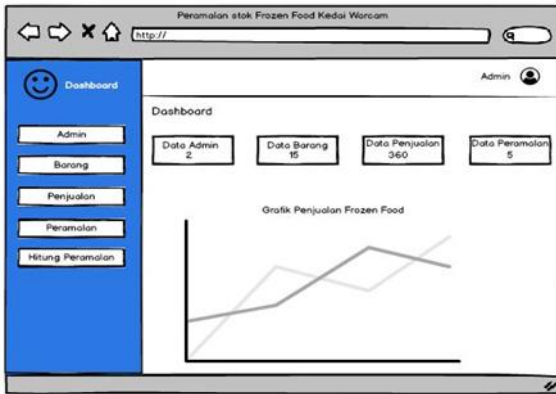 Peramalan stok Frozen Food Kedai Warcam
http://
Dashboard
Admin
Barang
Penjualan
Peramalan
Hitung Peramalan
Admin
Dashboard
Data Admin
2
Data Barang
15
Data Penjualan
360
Data Peramalan
5
Grafik Penjualan Frozen Food